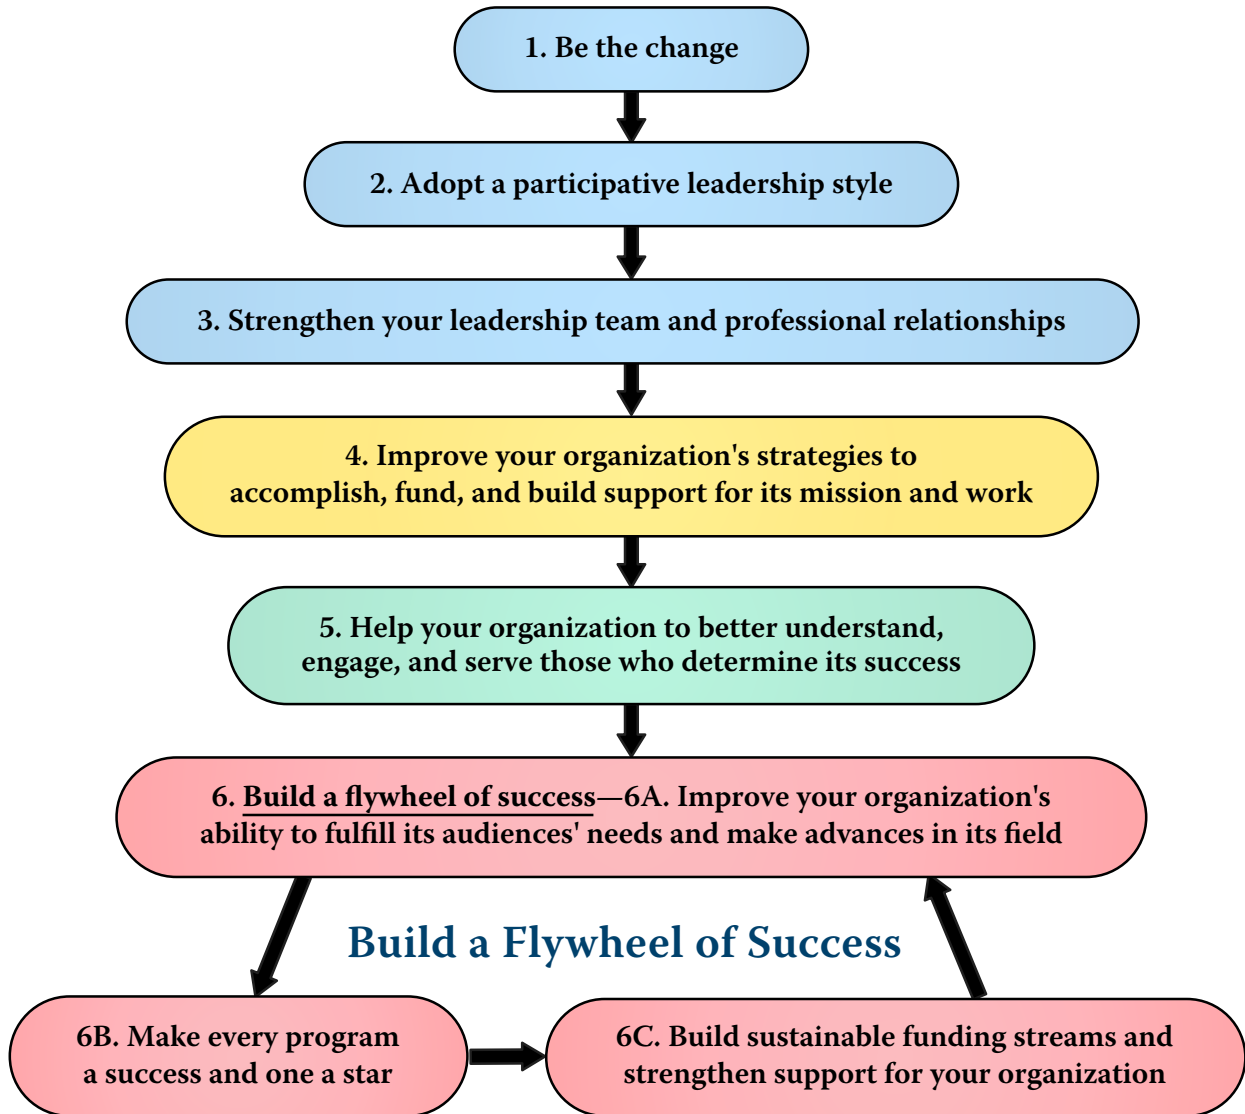 1. Be the change
2. Adopt a participative leadership style
3. Strengthen your leadership team and professional relationships
4. Improve your organization's strategies to
accomplish, fund, and build support for its mission and work
5. Help your organization to better understand,
engage, and serve those who determine its success
6. Build a flywheel of success—6A. Improve your organization's
ability to fulfill its audiences' needs and make advances in its field
Build a Flywheel of Success
6B. Make every program
a success and one a star
6C. Build sustainable funding streams and
strengthen support for your organization